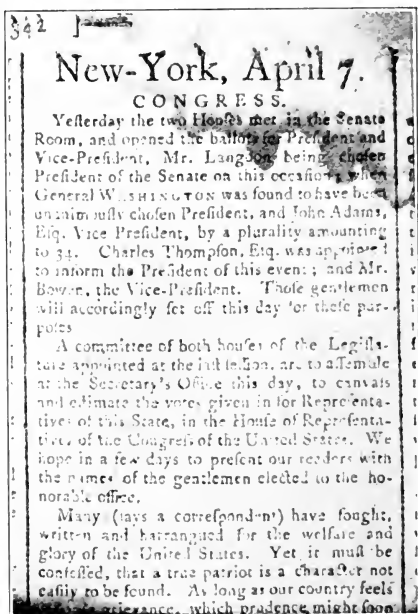 342
New-York, April 7.
CONGRESS.
Yeſterday the two Houſes met in the Senate
Room, and opened the ballots for Preſident and
Vice-Preſident, Mr. Langdon being choſen
Preſident of the Senate on this occaſion; when
General WASHINGTON was found to have been
unanimouſly choſen Preſident, and John Adams,
Eſq. Vice Preſident, by a plurality amounting
to 34. Charles Thompſon, Eſq. was appointed
to inform the Preſident of this event; and Mr.
Bowen, the Vice-Preſident. Thoſe gentlemen
will accordingly ſet off this day for theſe pur-
poſes
A committee of both houſes of the Legiſla-
ture appointed at the laſt ſeſſion, are to aſſemble
at the Secretary's Office this day, to canvaſs
and eſtimate the votes given in for Repreſenta-
tives of this State, in the Houſe of Repreſenta-
tives of the Congreſs of the United States. We
hope in a few days to preſent our readers with
the names of the gentlemen elected to the ho-
norable office.
Many (ſays a correſpondent) have fought,
written and harrangued for the welfare and
glory of the United States. Yet it muſt be
confeſſed, that a true patriot is a character not
eaſily to be found. As long as our country feels
grievance, which prudence might ſoon